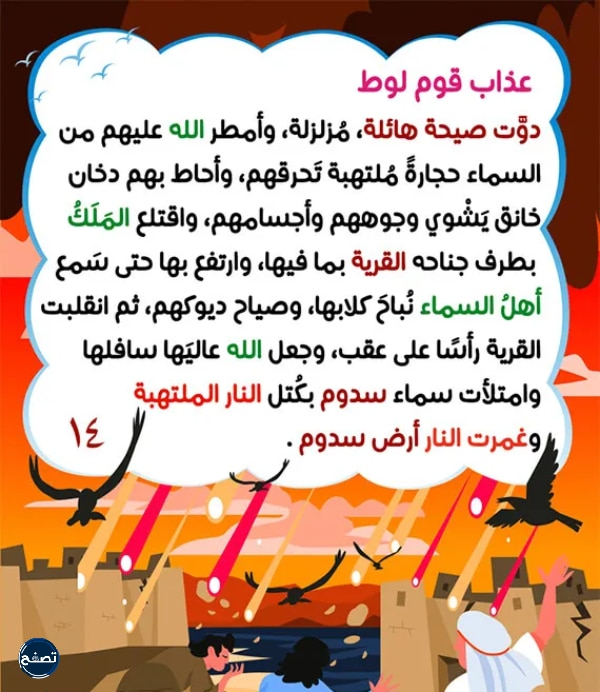 عذاب قوم لوط
دوَّت صيحة هائلة، مُزلزلة، وأمطر الله عليهم من
السماء حجارةً مُلتهبة تَحرقهم، وأحاط بهم دخان
خانق يَشْوي وجوههم وأجسامهم، واقتلع المَلَكُ
بطرف جناحه القرية بما فيها، وارتفع بها حتى سَمع
أهلُ السماء نُباحَ كلابها، وصياح ديوكهم، ثم انقلبت
القرية رأسًا على عقب، وجعل الله عاليَها سافلها
وامتلأت سماء سدوم بكُتل النار الملتهبة
وغمرت النار أرض سدوم .
١٤
تصفح